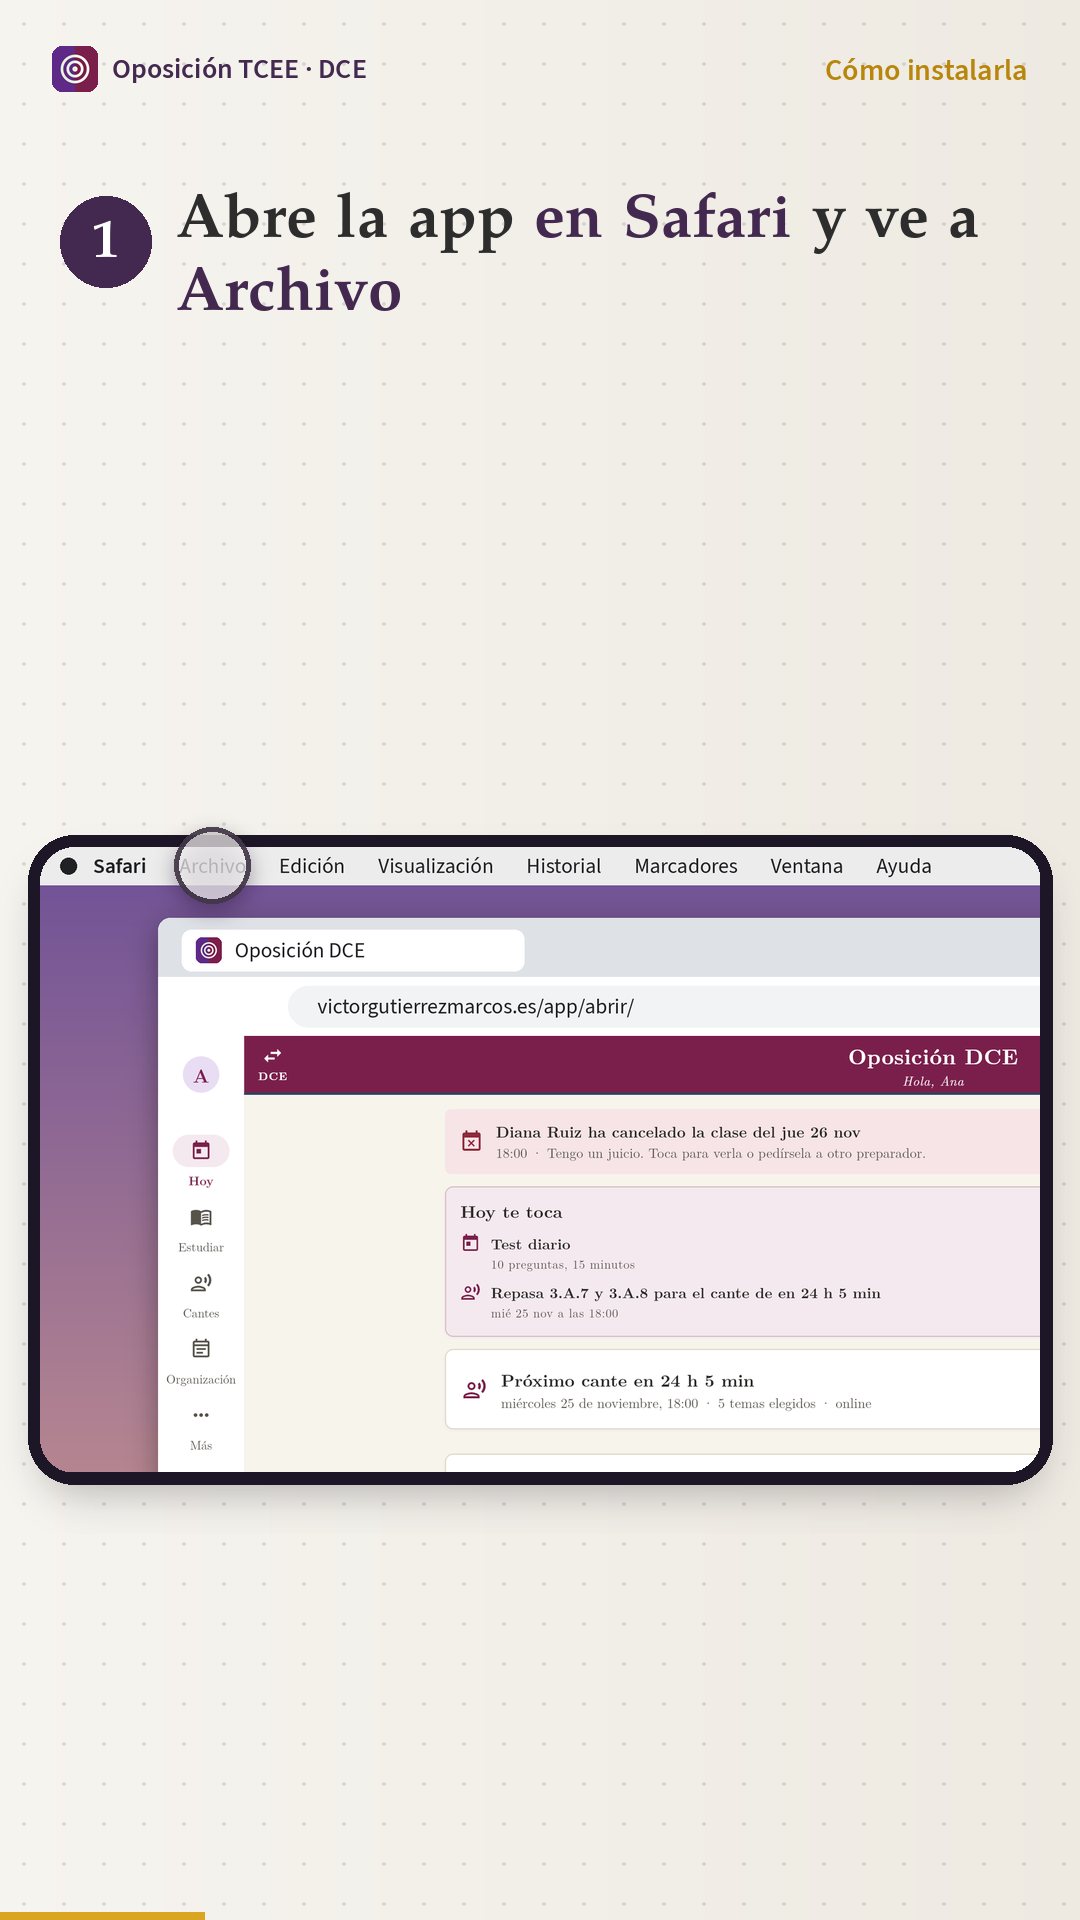 Oposición TCEE · DCE
Cómo instalarla
1
Abre la app en Safari y ve a
Archivo
Safari Archivo Edición Visualización Historial Marcadores Ventana Ayuda
Oposición DCE
victorgutierrezmarcos.es/app/abrir/
A
DCE
Oposición DCE
Hola, Ana
Diana Ruiz ha cancelado la clase del jue 26 nov
18:00 · Tengo un juicio. Toca para verla o pedírsela a otro preparador.
Hoy
Estudiar
Cantes
Organización
Más
Hoy te toca
Test diario
10 preguntas, 15 minutos
Repasa 3.A.7 y 3.A.8 para el cante de en 24 h 5 min
mié 25 nov a las 18:00
Próximo cante en 24 h 5 min
miércoles 25 de noviembre, 18:00 · 5 temas elegidos · online